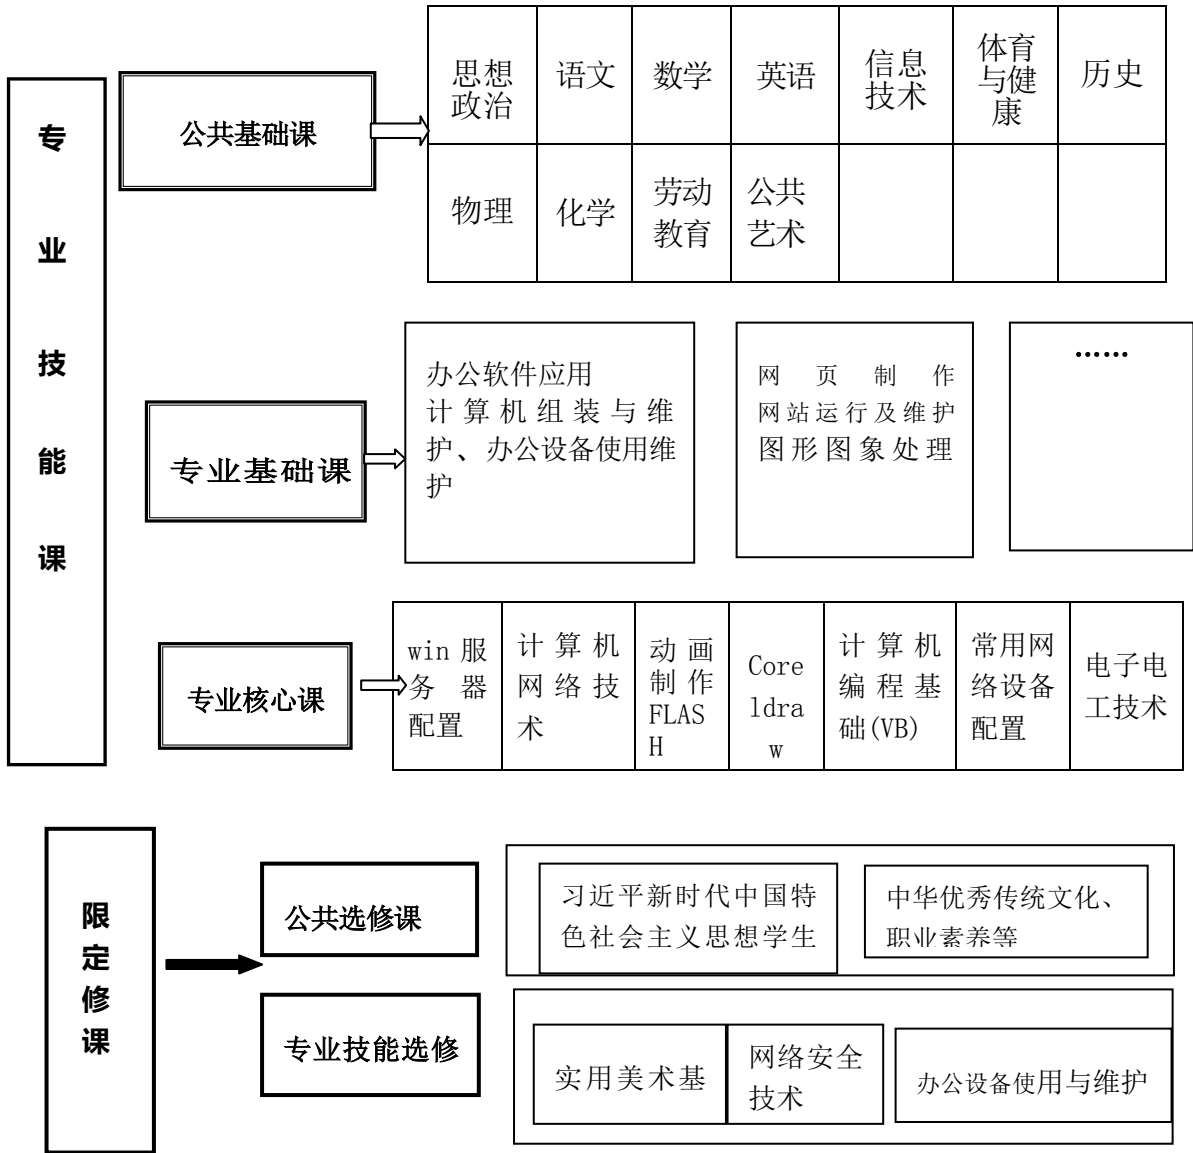 专
业
技
能
课
公共基础课
思想
政治
语文
数学
英语
信息
技术
体育
与健
康
历史
物理
化学
劳动
教育
公共
艺术
专业基础课
办公软件应用
计算机组装与维
护、办公设备使用维
护
网页制作
网站运行及维护
图形图象处理
......
专业核心课
win 服
务器
配置
计算机
网络技
术
动画
制作
FLAS
H
Core
ldra
w
计算机
编程基
础(VB)
常用网
络设备
配置
电子电
工技术
限
定
修
课
公共选修课
习近平新时代中国特
色社会主义思想学生
中华优秀传统文化、
职业素养等
专业技能选修
实用美术基
网络安全
技术
办公设备使用与维护